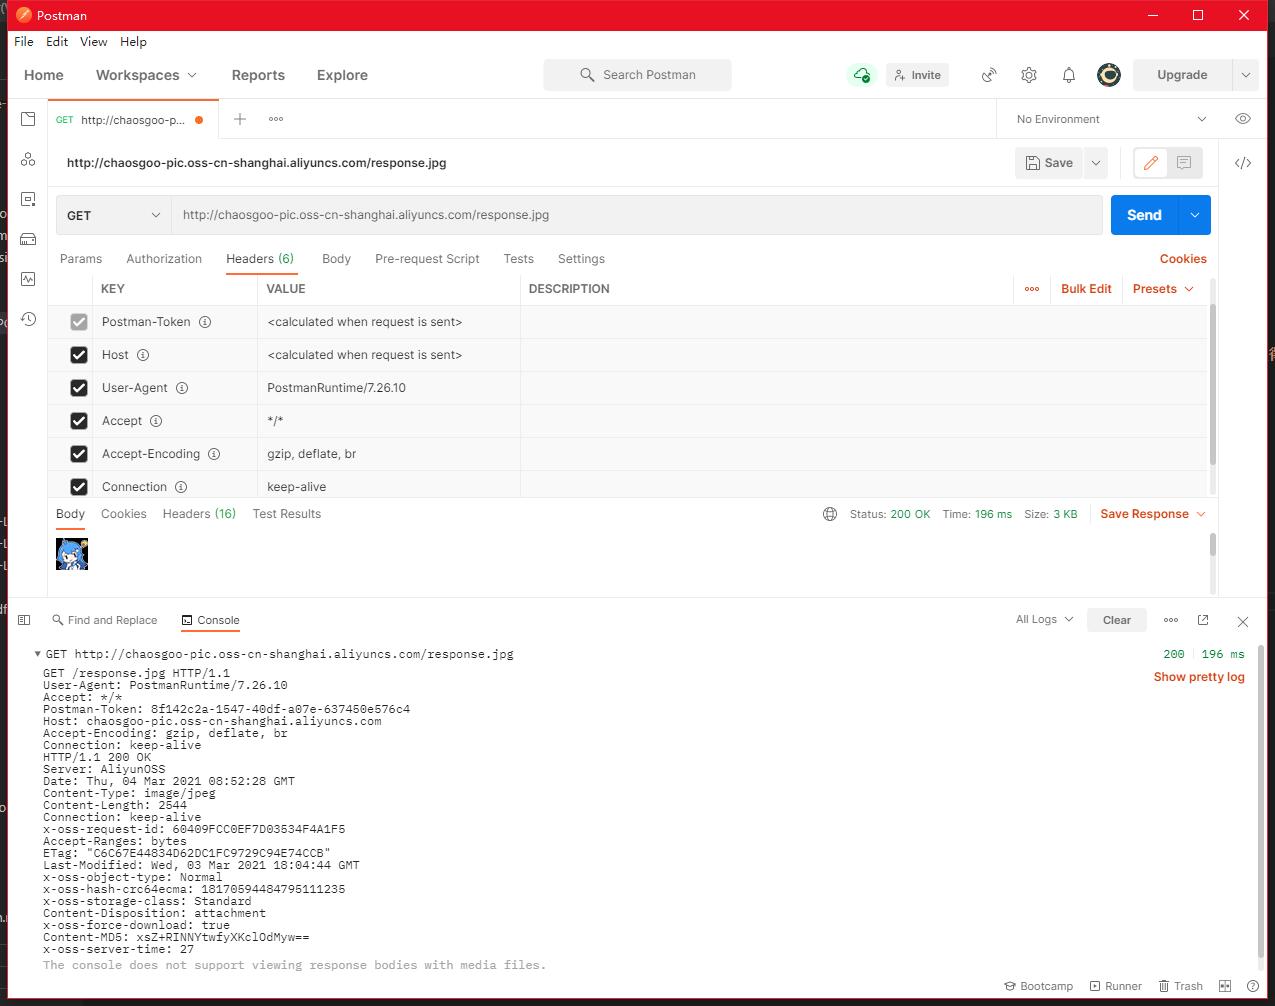 Postman
File Edit View Help
Home Workspaces Reports Explore Search Postman Invite Upgrade
GET http://chaosgoo-p... No Environment
http://chaosgoo-pic.oss-cn-shanghai.aliyuncs.com/response.jpg Save
GET http://chaosgoo-pic.oss-cn-shanghai.aliyuncs.com/response.jpg Send
Params Authorization Headers (6) Body Pre-request Script Tests Settings Cookies
KEY VALUE DESCRIPTION Bulk Edit Presets
Postman-Token <calculated when request is sent>
Host <calculated when request is sent>
User-Agent PostmanRuntime/7.26.10
Accept */*
Accept-Encoding gzip, deflate, br
Connection keep-alive
Body Cookies Headers (16) Test Results Status: 200 OK Time: 196 ms Size: 3 KB Save Response
Find and Replace Console All Logs Clear
GET http://chaosgoo-pic.oss-cn-shanghai.aliyuncs.com/response.jpg 200 196 ms
Show pretty log
GET /response.jpg HTTP/1.1
User-Agent: PostmanRuntime/7.26.10
Accept: */*
Postman-Token: 8f142c2a-1547-40df-a07e-637450e576c4
Host: chaosgoo-pic.oss-cn-shanghai.aliyuncs.com
Accept-Encoding: gzip, deflate, br
Connection: keep-alive
HTTP/1.1 200 OK
Server: AliyunOSS
Date: Thu, 04 Mar 2021 08:52:28 GMT
Content-Type: image/jpeg
Content-Length: 2544
Connection: keep-alive
x-oss-request-id: 60409FCC0EF7D03534F4A1F5
Accept-Ranges: bytes
ETag: "C6C67E44834D62DC1FC9729C94E74CCB"
Last-Modified: Wed, 03 Mar 2021 18:04:44 GMT
x-oss-object-type: Normal
x-oss-hash-crc64ecma: 18170594484795111235
x-oss-storage-class: Standard
Content-Disposition: attachment
x-oss-force-download: true
Content-MD5: xsZ+RINNYtwfyXKclOdMyw==
x-oss-server-time: 27
The console does not support viewing response bodies with media files.
Bootcamp Runner Trash